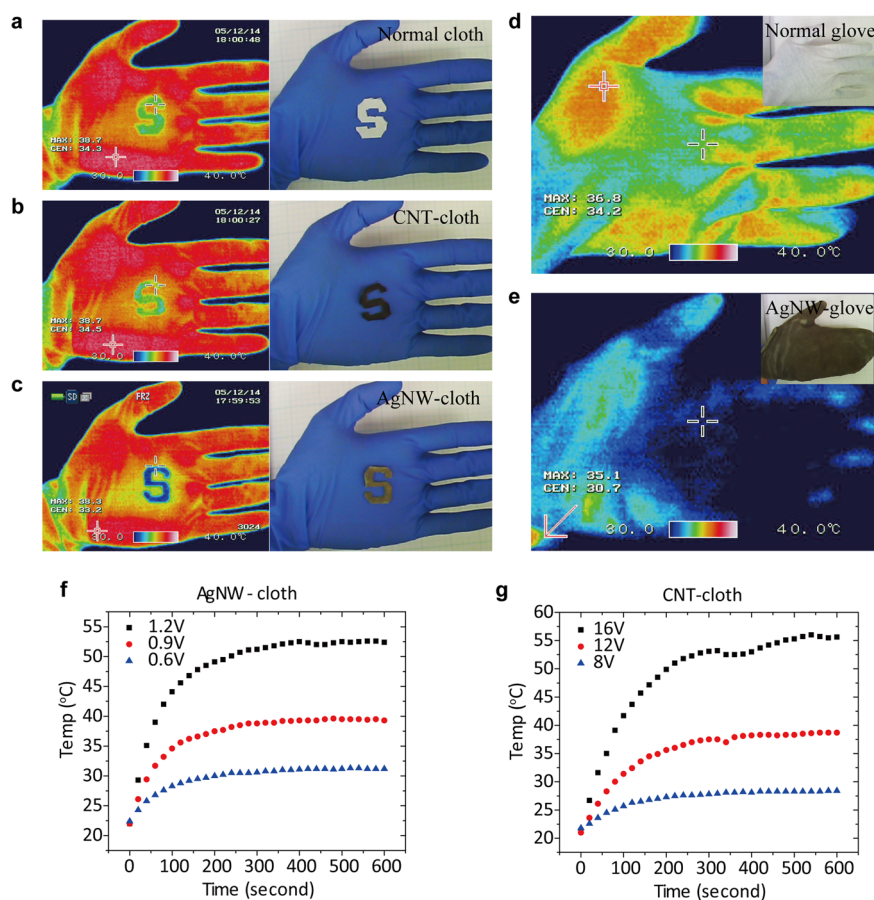 a
05/12/14
18:00:48
Normal cloth
MAX: 38.7
CEN: 34.3
30.0 40.0°C
b
05/12/14
18:00:27
CNT-cloth
MAX: 38.7
CEN: 34.5
30.0 40.0°C
c
SD FRZ 05/12/14
17:59:53
AgNW-cloth
MAX: 38.3
CEN: 33.2
3024
30.0 40.0°C
d
Normal glove
MAX: 36.8
CEN: 34.2
30.0 40.0°C
e
AgNW-glove
MAX: 35.1
CEN: 30.7
30.0 40.0°C
f
AgNW - cloth
1.2V
0.9V
0.6V
55
50
45
40
35
30
25
20
Temp (°C)
0 100 200 300 400 500 600
Time (second)
g
CNT-cloth
16V
12V
8V
60
55
50
45
40
35
30
25
20
Temp (°C)
0 100 200 300 400 500 600
Time (second)
S
S
S
S
S
S